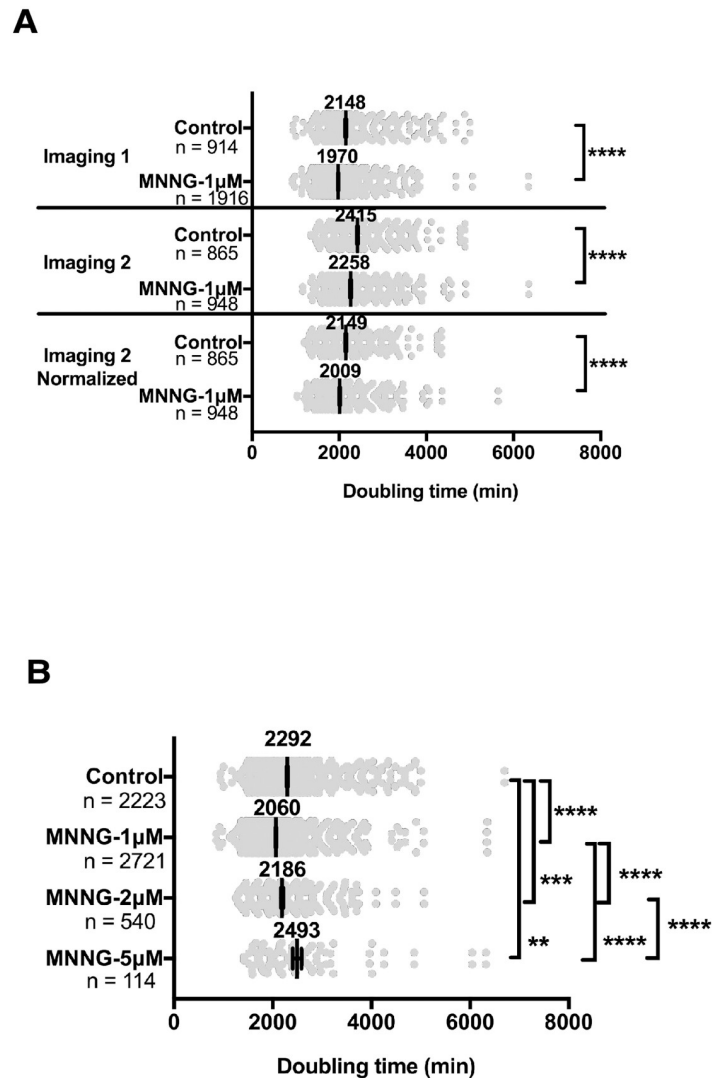 A
2148
Control
n = 914
Imaging 1
1970
MNNG-1µM
n = 1916
****
2415
Control
n = 865
Imaging 2
2258
MNNG-1µM
n = 948
****
2149
Control
n = 865
Imaging 2
Normalized
2009
MNNG-1µM
n = 948
****
0 2000 4000 6000 8000
Doubling time (min)
B
2292
Control
n = 2223
2060
MNNG-1µM
n = 2721
2186
MNNG-2µM
n = 540
2493
MNNG-5µM
n = 114
****
***
**
****
****
****
0 2000 4000 6000 8000
Doubling time (min)